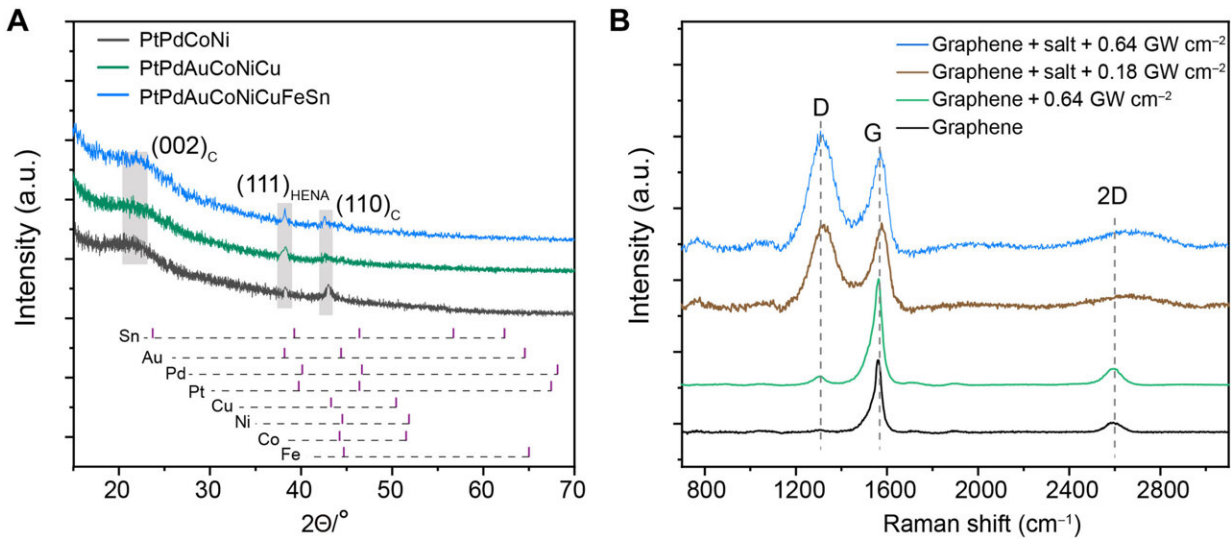 A
PtPdCoNi
PtPdAuCoNiCu
PtPdAuCoNiCuFeSn
(002)C
(111)HENA
(110)C
Sn
Au
Pd
Pt
Cu
Ni
Co
Fe
20
30
40
50
60
70
2Θ/°
Intensity (a.u.)
B
Graphene + salt + 0.64 GW cm⁻²
Graphene + salt + 0.18 GW cm⁻²
Graphene + 0.64 GW cm⁻²
Graphene
D
G
2D
800
1200
1600
2000
2400
2800
Raman shift (cm⁻¹)
Intensity (a.u.)